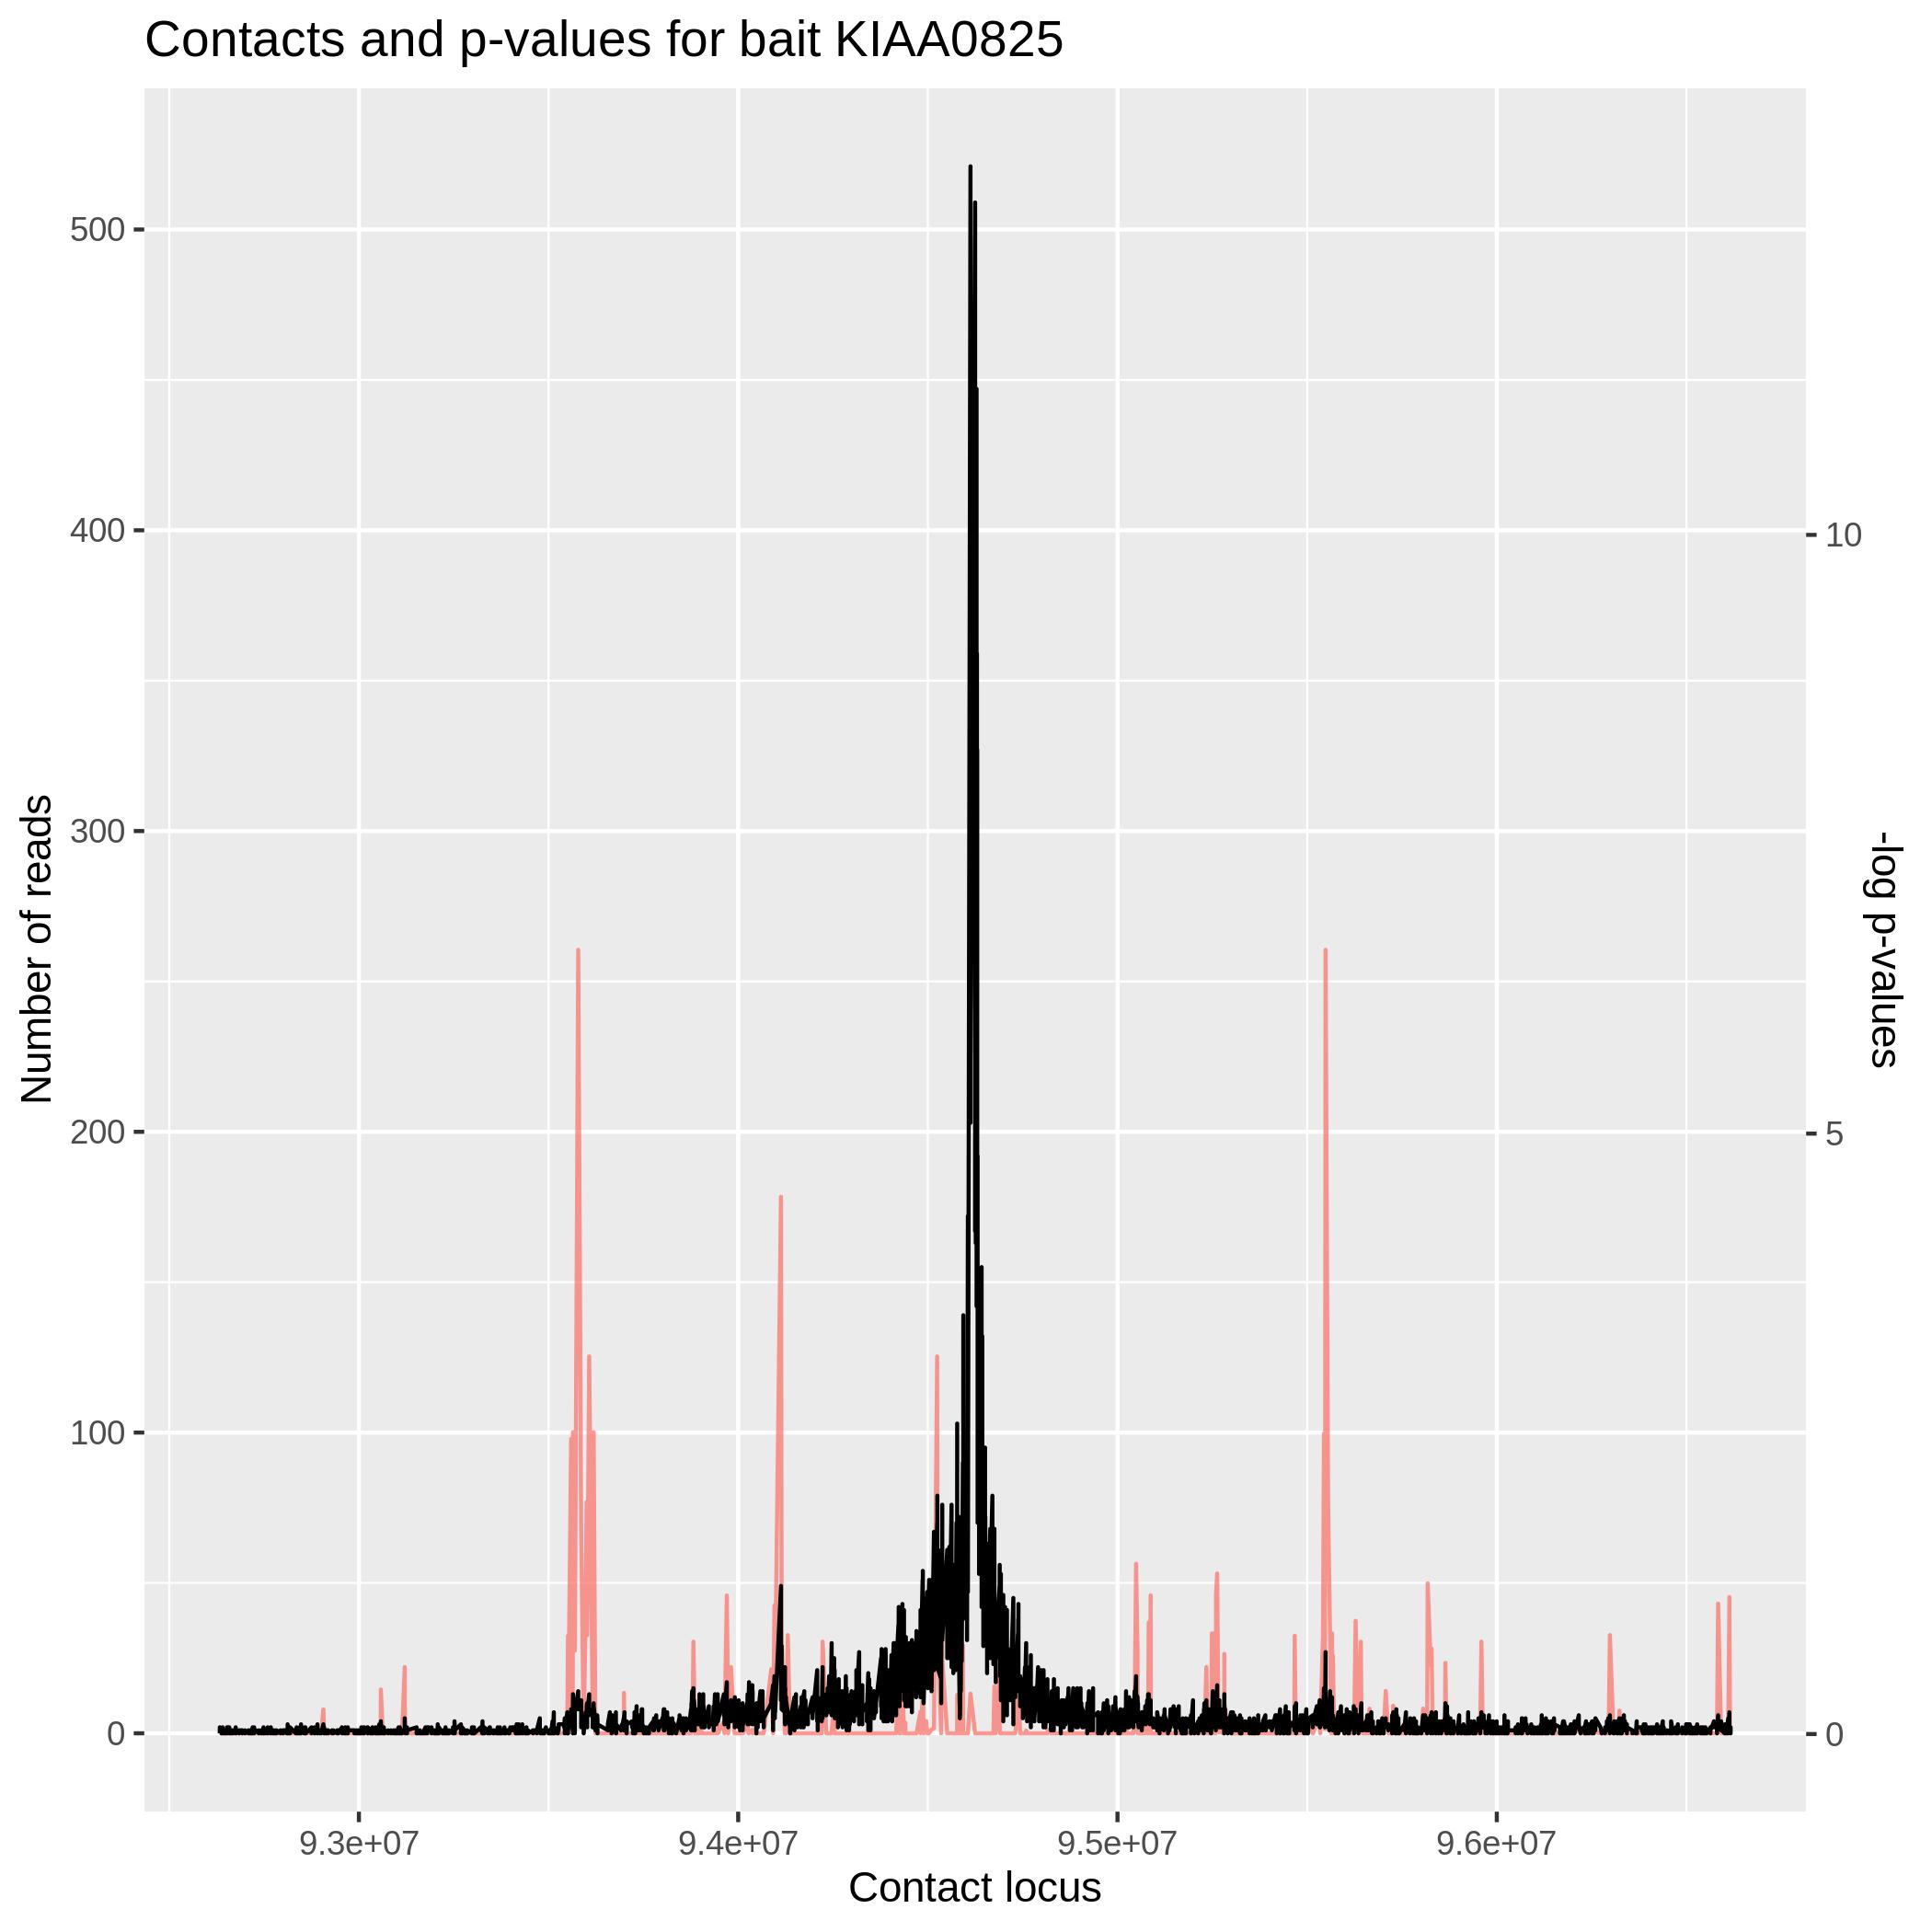 Contacts and p-values for bait KIAA0825
500
400
300
200
100
0
Number of reads
10
5
0
-log p-values
9.3e+07
9.4e+07
9.5e+07
9.6e+07
Contact locus